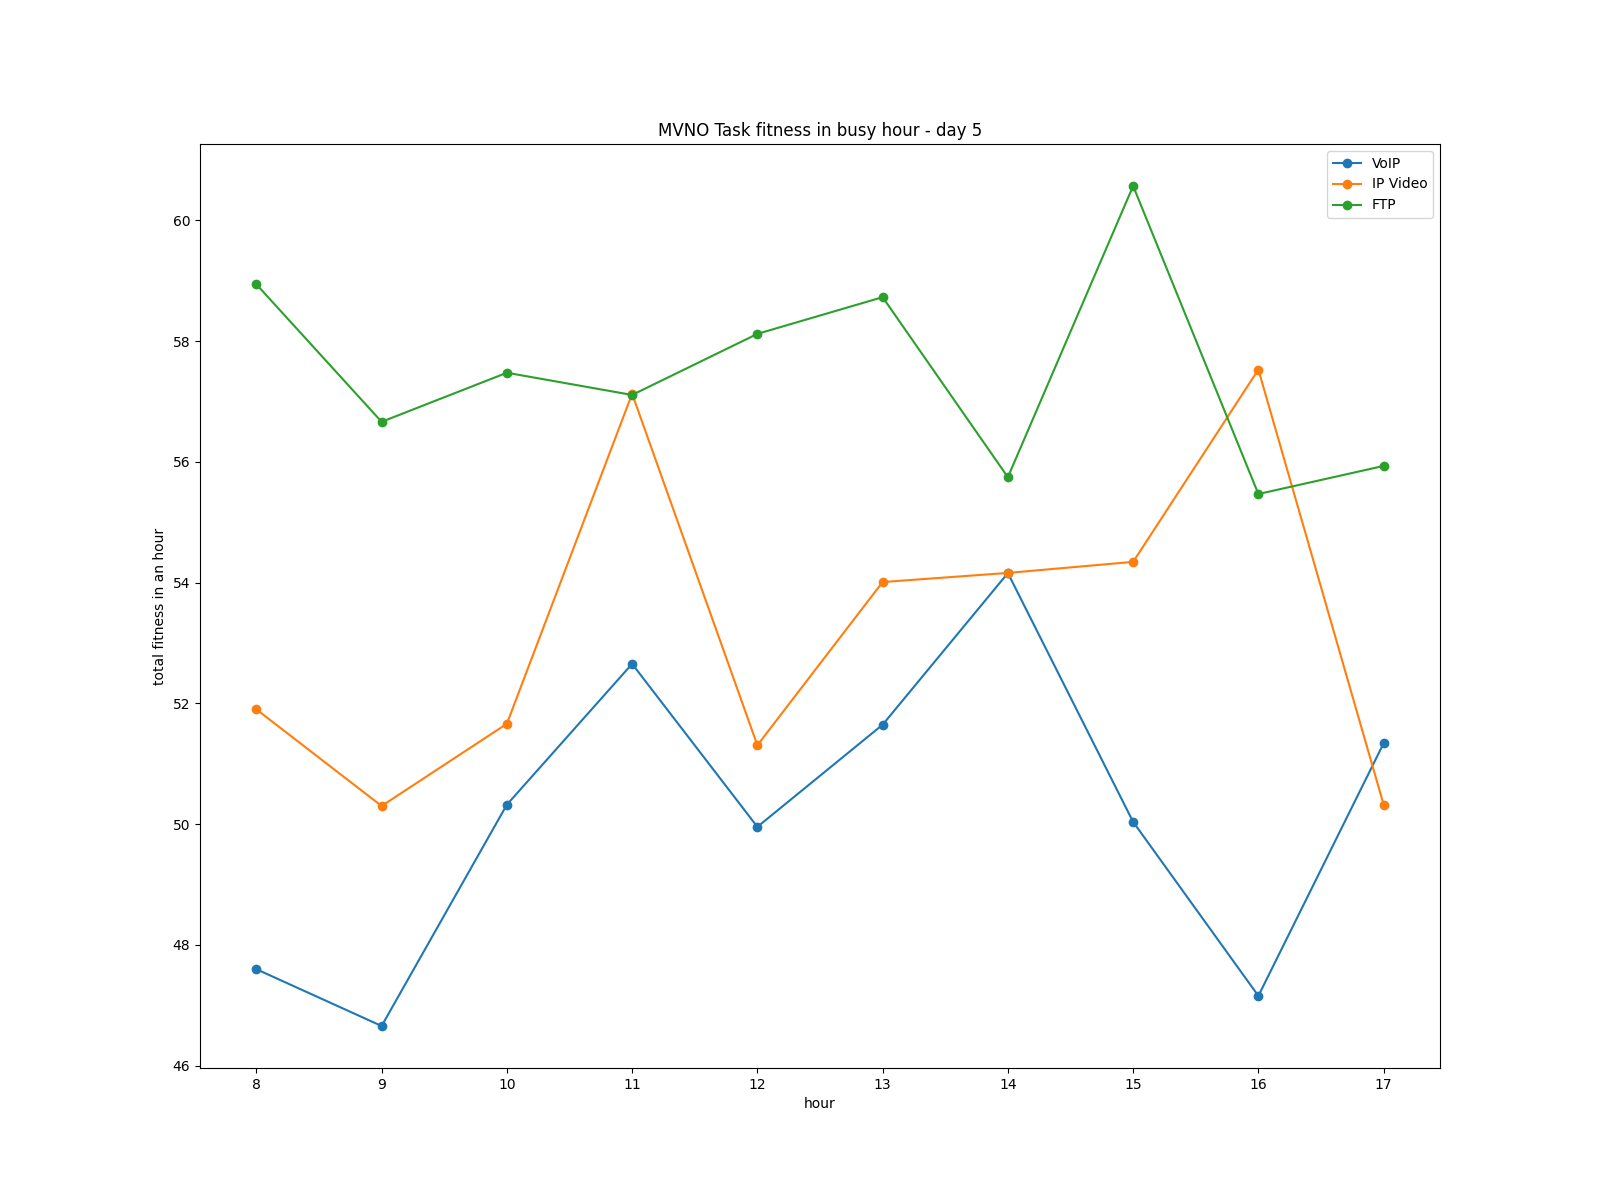 MVNO Task fitness in busy hour - day 5
VoIP
IP Video
FTP
total fitness in an hour
60
58
56
54
52
50
48
46
8 9 10 11 12 13 14 15 16 17
hour